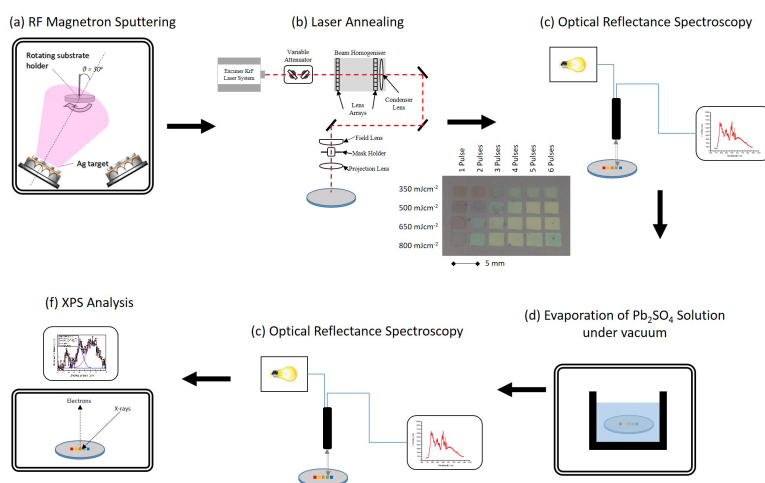 (a) RF Magnetron Sputtering
Rotating substrate
holder
ϑ = 30°
Ag target
(b) Laser Annealing
Excimer KrF
Laser System
Variable
Attenuator
Beam Homogeniser
Lens
Arrays
Condenser
Lens
Field Lens
Mask Holder
Projection Lens
1 Pulse
2 Pulses
3 Pulses
4 Pulses
5 Pulses
6 Pulses
350 mJcm⁻²
500 mJcm⁻²
650 mJcm⁻²
800 mJcm⁻²
5 mm
(c) Optical Reflectance Spectroscopy
(d) Evaporation of Pb₂SO₄ Solution
under vacuum
(c) Optical Reflectance Spectroscopy
(f) XPS Analysis
Electrons
X-rays